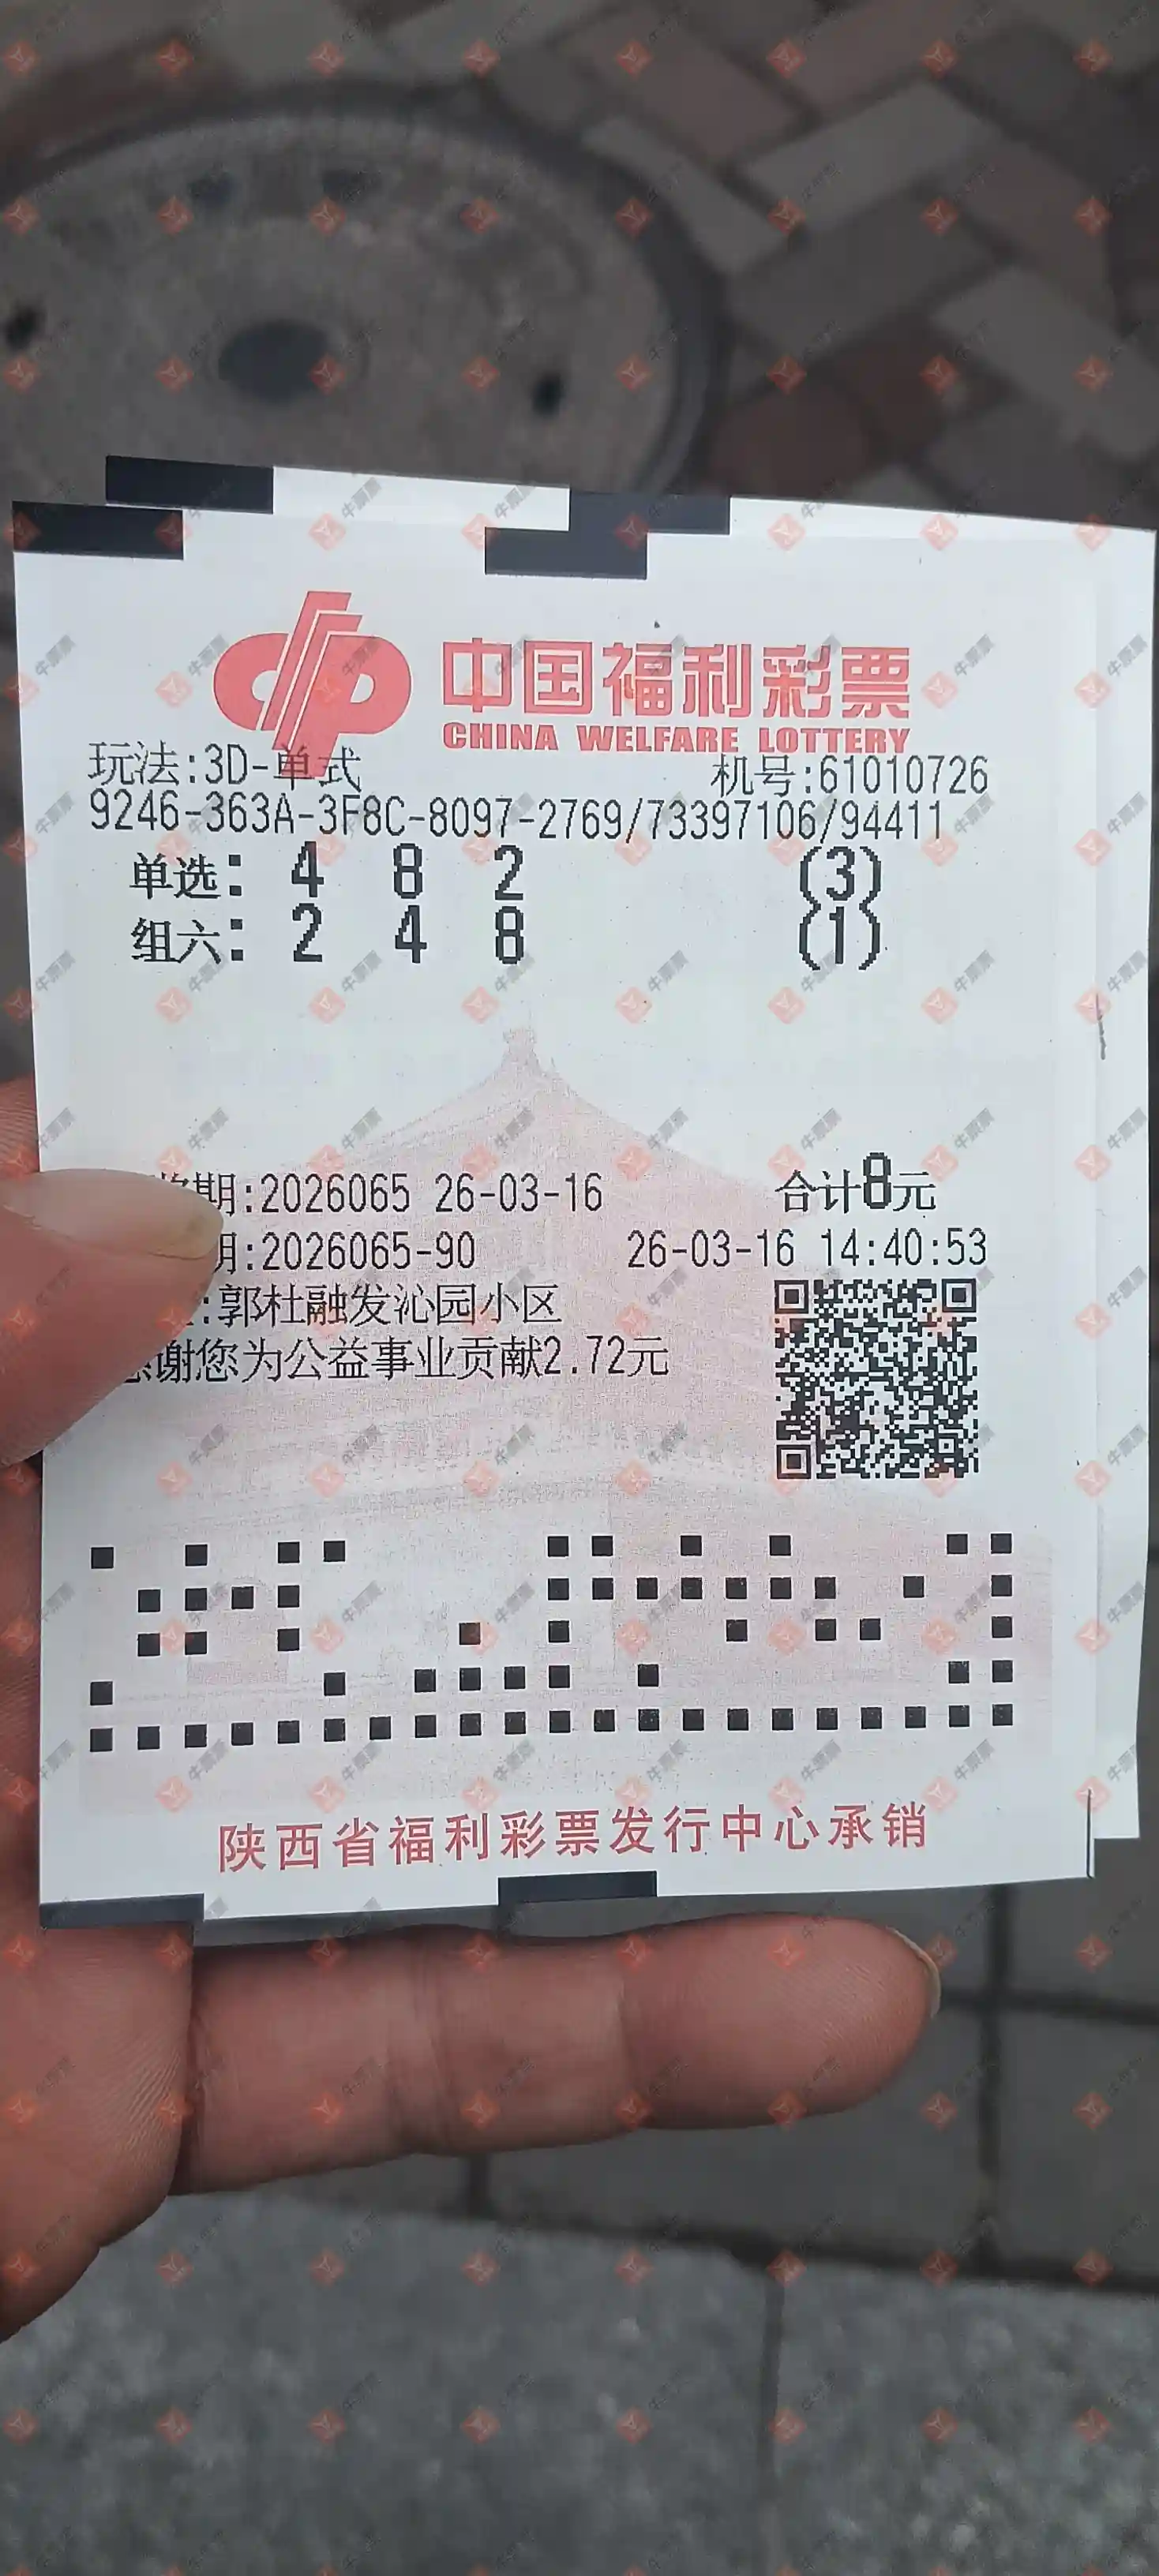 中国福利彩票
CHINA WELFARE LOTTERY
玩法:3D-单式 机号:61010726
9246-363A-3F8C-8097-2769/73397106/94411
单选: 4 8 2 (3)
组六: 2 4 8 (1)
期:2026065 26-03-16 合计8元
期:2026065-90 26-03-16 14:40:53
:郭杜融发沁园小区
感谢您为公益事业贡献2.72元
陕西省福利彩票发行中心承销
牛彩票